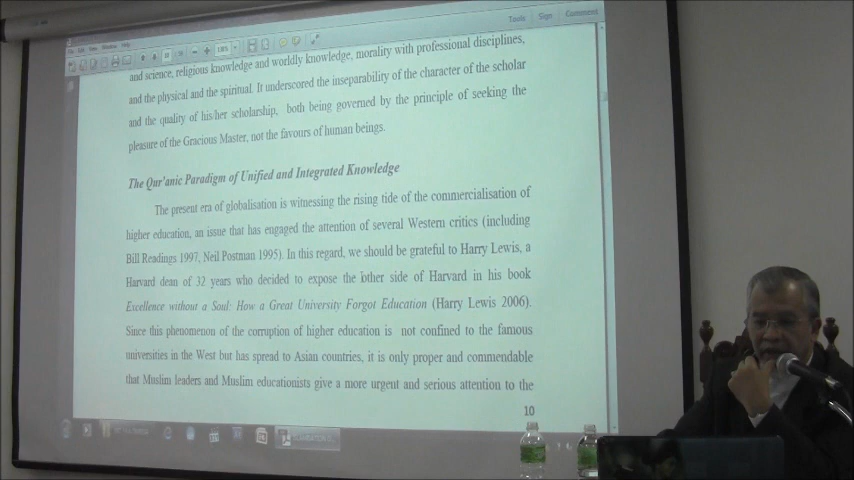 Tools Sign Comment
and science, religious knowledge and worldly knowledge, morality with professional disciplines,
and the physical and the spiritual. It underscored the inseparability of the character of the scholar
and the quality of his/her scholarship, both being governed by the principle of seeking the
pleasure of the Gracious Master, not the favours of human beings.
The Qur'anic Paradigm of Unified and Integrated Knowledge
The present era of globalisation is witnessing the rising tide of the commercialisation of
higher education, an issue that has engaged the attention of several Western critics (including
Bill Readings 1997, Neil Postman 1995). In this regard, we should be grateful to Harry Lewis, a
Harvard dean of 32 years who decided to expose the other side of Harvard in his book
Excellence without a Soul: How a Great University Forgot Education (Harry Lewis 2006).
Since this phenomenon of the corruption of higher education is not confined to the famous
universities in the West but has spread to Asian countries, it is only proper and commendable
that Muslim leaders and Muslim educationists give a more urgent and serious attention to the
10